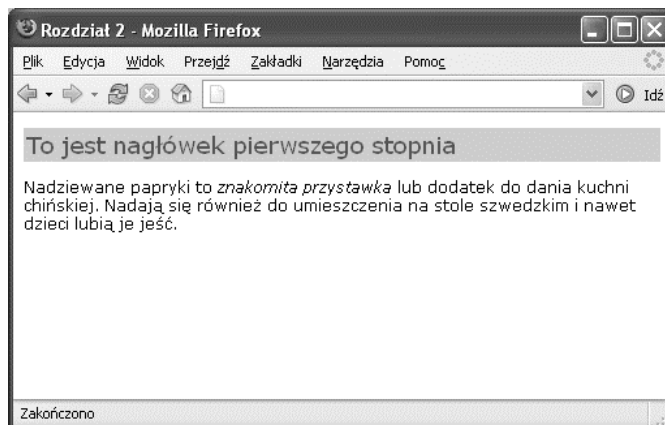 Rozdział 2 - Mozilla Firefox
Plik Edycja Widok Przejdź Zakładki Narzędzia Pomoc
Idź
To jest nagłówek pierwszego stopnia
Nadziewane papryki to znakomita przystawka lub dodatek do dania kuchni
chińskiej. Nadają się również do umieszczenia na stole szwedzkim i nawet
dzieci lubią je jeść.
Zakończono